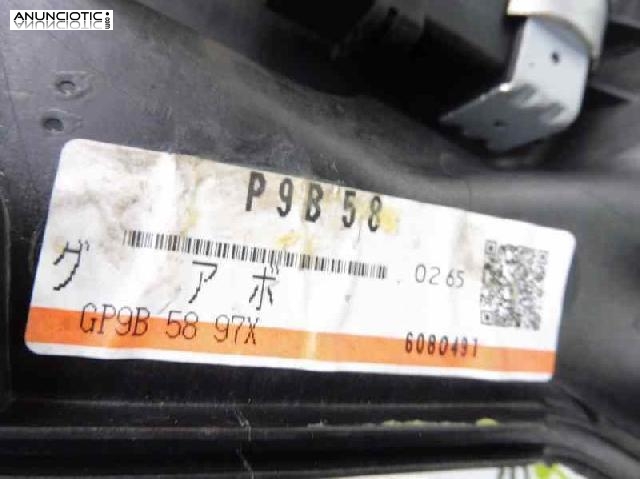 ANUNCIOTIC
P9B58
0265
グ アボ
GP9B 58 97X
6080491